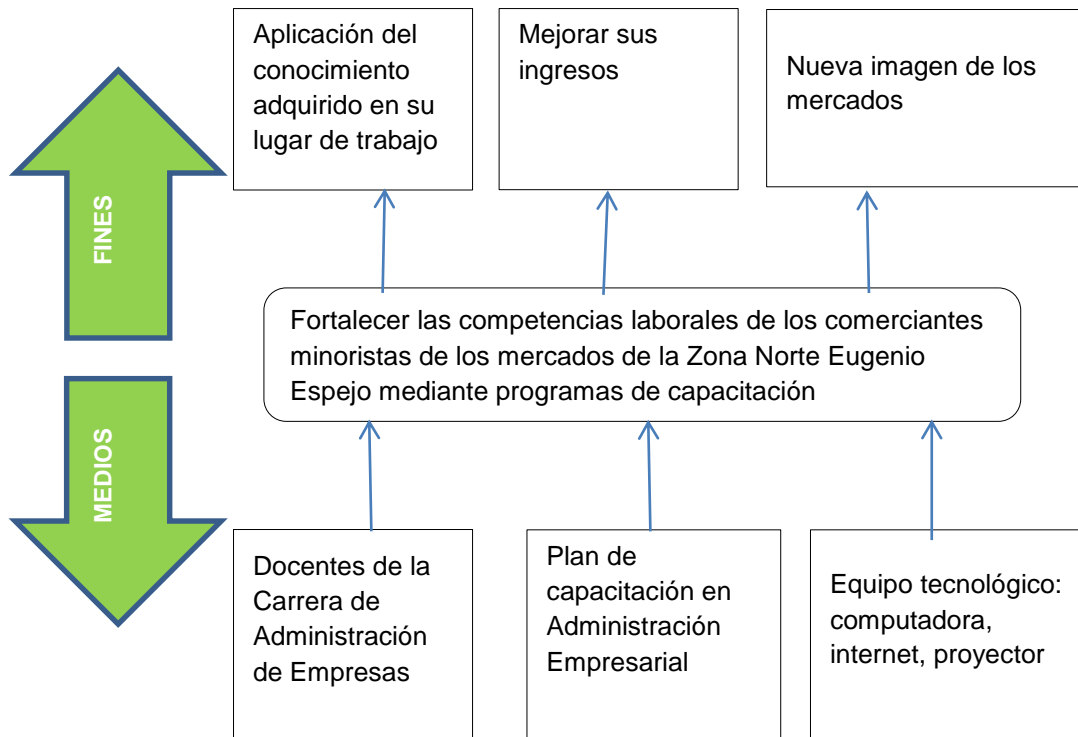 Aplicación del
conocimiento
adquirido en su
lugar de trabajo
Mejorar sus
ingresos
Nueva imagen de los
mercados
FINES
Fortalecer las competencias laborales de los comerciantes
minoristas de los mercados de la Zona Norte Eugenio
Espejo mediante programas de capacitación
MEDIOS
Docentes de la
Carrera de
Administración
de Empresas
Plan de
capacitación en
Administración
Empresarial
Equipo tecnológico:
computadora,
internet, proyector